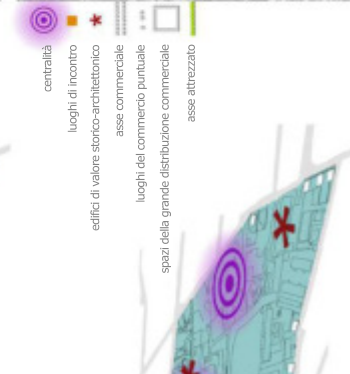 centralità
luoghi di incontro
edifici di valore storico-architettonico
asse commerciale
luoghi del commercio puntuale
spazi della grande distribuzione commerciale
asse attrezzato